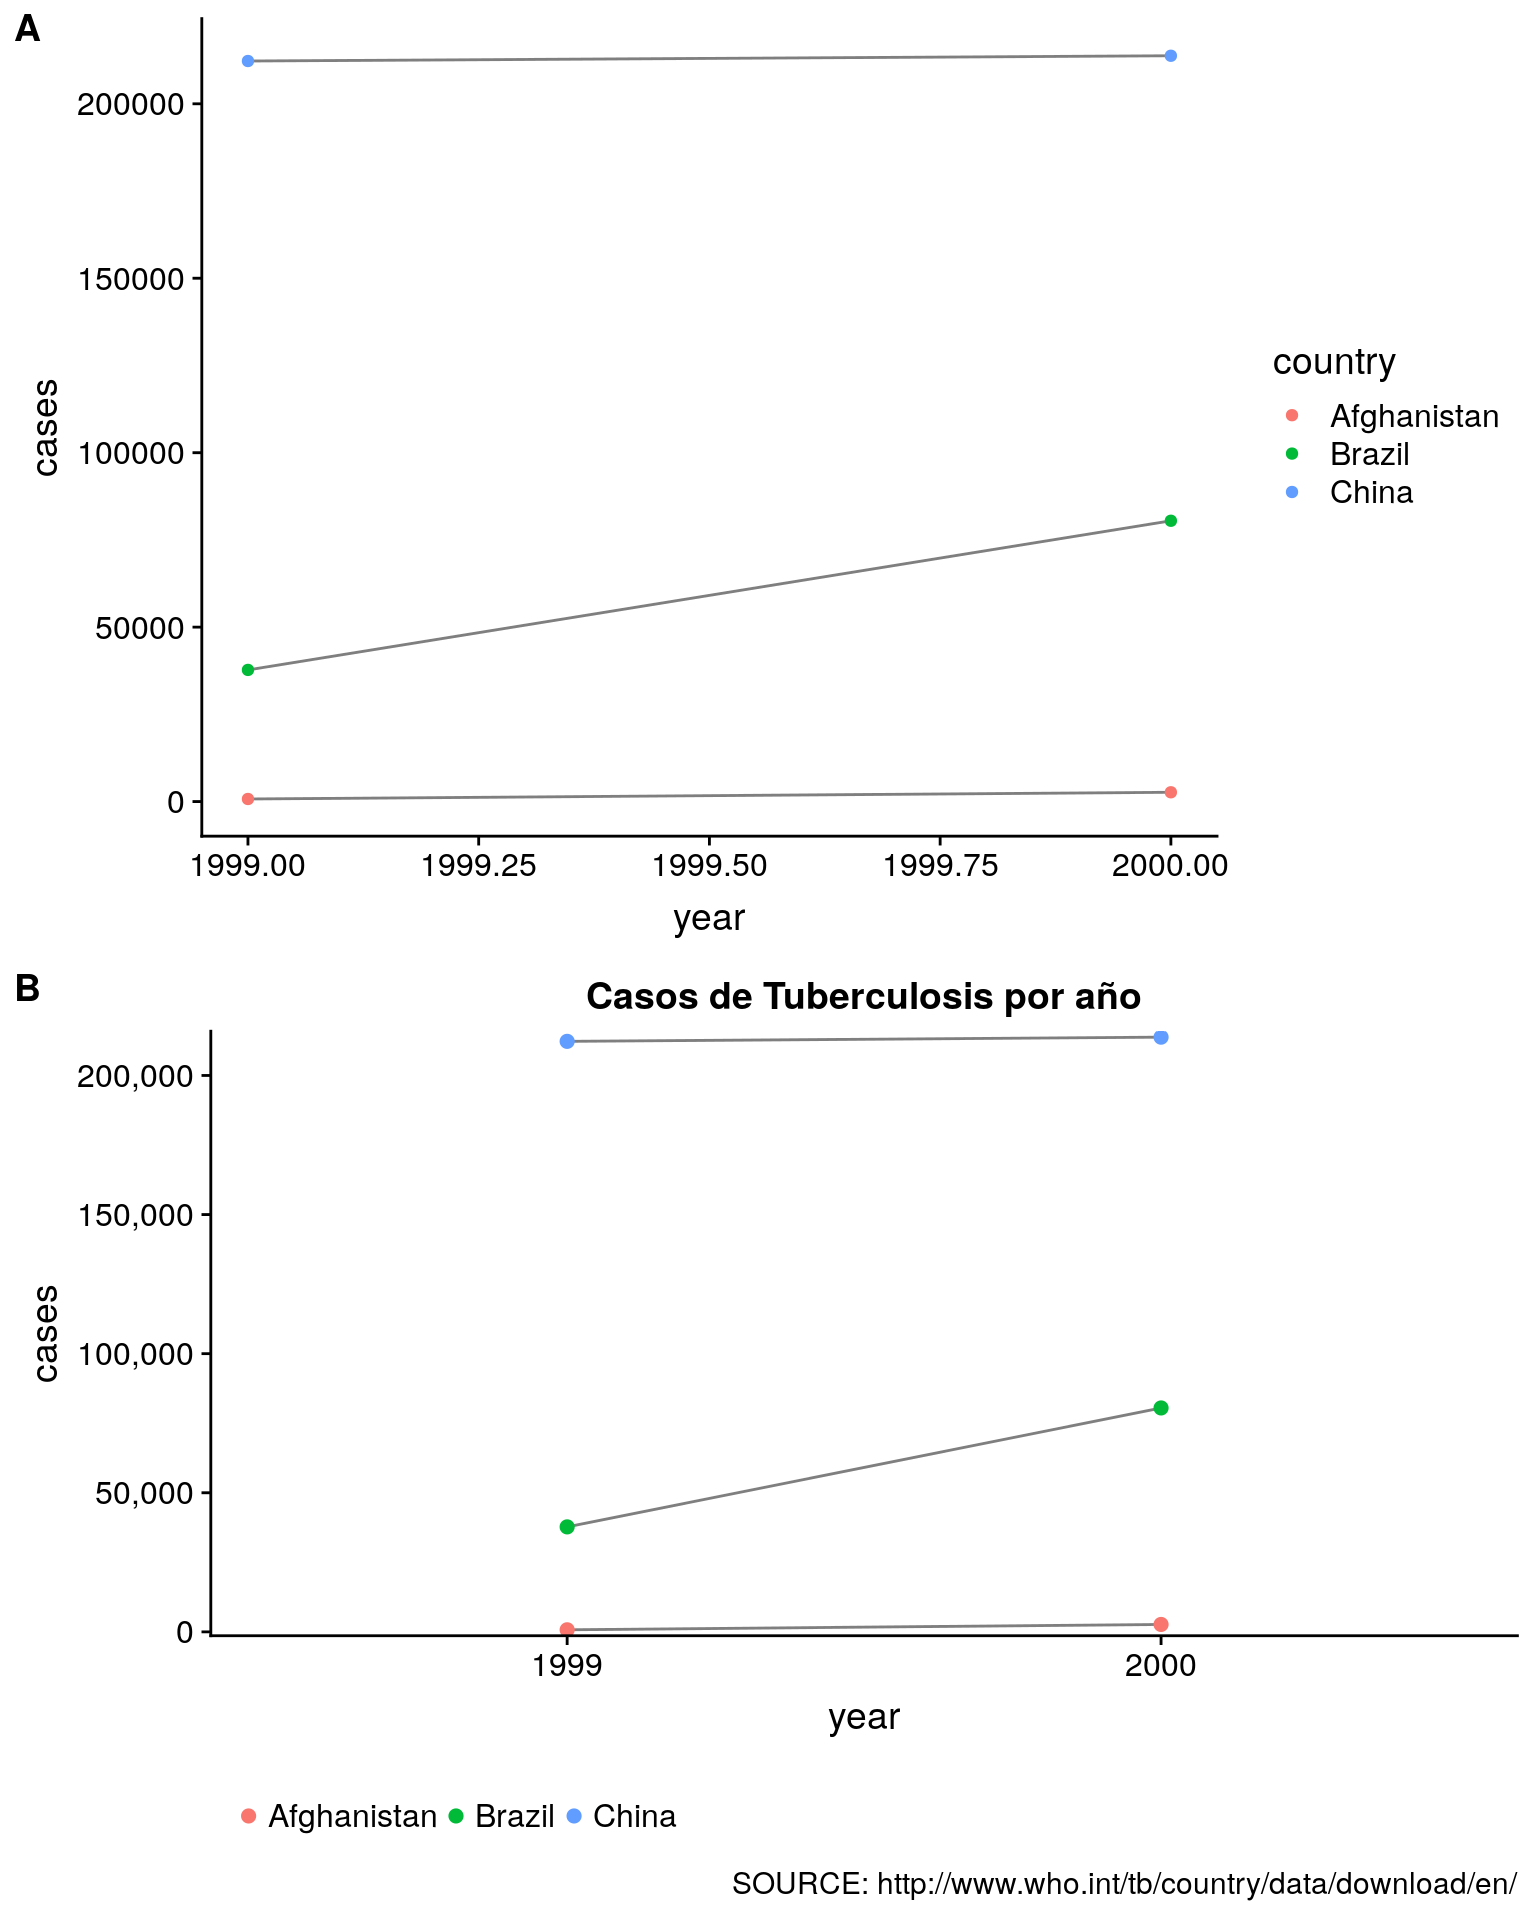 A
200000
150000
100000
50000
0
cases
1999.00 1999.25 1999.50 1999.75 2000.00
year
country
Afghanistan
Brazil
China
B
Casos de Tuberculosis por año
200,000
150,000
100,000
50,000
0
cases
1999 2000
year
Afghanistan Brazil China
SOURCE: http://www.who.int/tb/country/data/download/en/